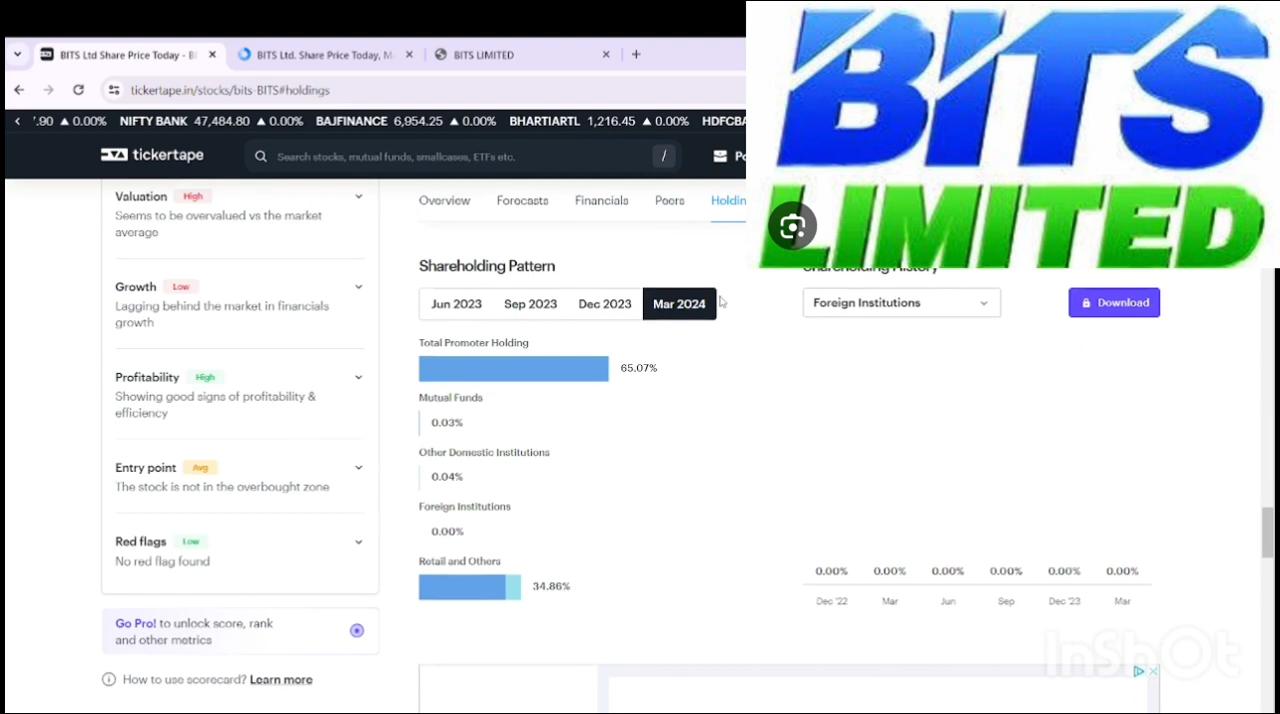 BITS Ltd Share Price Today - B
BITS Ltd. Share Price Today, M
BITS LIMITED
tickertape.in/stocks/bits-BITS#holdings
'.90 ▲ 0.00% NIFTY BANK 47,484.80 ▲ 0.00% BAJFINANCE 6,954.25 ▲ 0.00% BHARTIARTL 1,216.45 ▲ 0.00% HDFCBA
tickertape
Search stocks, mutual funds, smallcases, ETFs etc.
/
Po
BITS
LIMITED
Valuation High
Seems to be overvalued vs the market
average
Growth Low
Lagging behind the market in financials
growth
Profitability High
Showing good signs of profitability &
efficiency
Entry point Avg
The stock is not in the overbought zone
Red flags Low
No red flag found
Go Pro! to unlock score, rank
and other metrics
How to use scorecard? Learn more
Overview Forecasts Financials Peers Holdin
Shareholding Pattern
Jun 2023 Sep 2023 Dec 2023 Mar 2024
Total Promoter Holding
65.07%
Mutual Funds
0.03%
Other Domestic Institutions
0.04%
Foreign Institutions
0.00%
Retail and Others
34.86%
Shareholding History
Foreign Institutions
Download
0.00% 0.00% 0.00% 0.00% 0.00% 0.00%
Dec '22 Mar Jun Sep Dec '23 Mar
InShOt